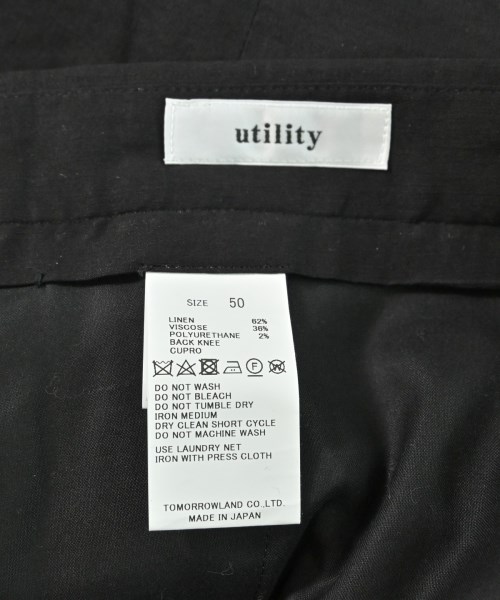 utility
SIZE 50
LINEN 62%
VISCOSE 36%
POLYURETHANE 2%
BACK KNEE
CUPRO
DO NOT WASH
DO NOT BLEACH
DO NOT TUMBLE DRY
IRON MEDIUM
DRY CLEAN SHORT CYCLE
DO NOT MACHINE WASH
USE LAUNDRY NET
IRON WITH PRESS CLOTH
TOMORROWLAND CO.,LTD.
MADE IN JAPAN